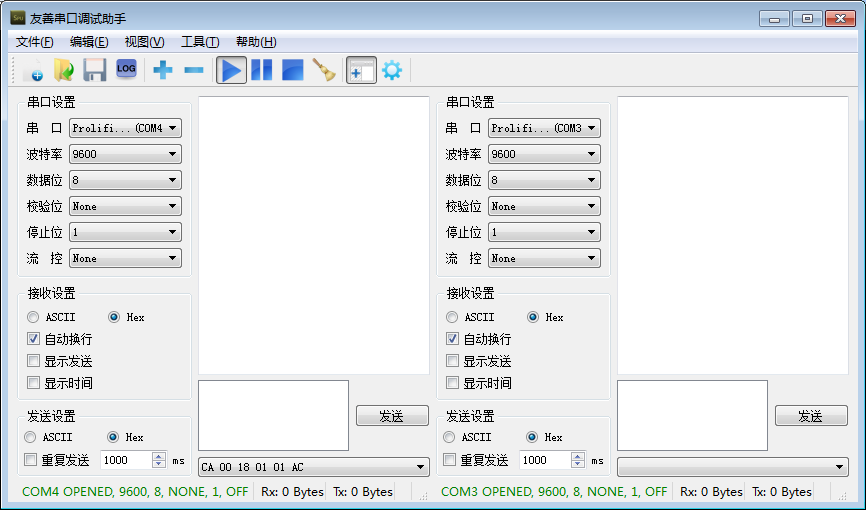 友善串口调试助手
文件(F) 编辑(E) 视图(V) 工具(T) 帮助(H)
LOG
串口设置
串 口 Prolifi...(COM4
波特率 9600
数据位 8
校验位 None
停止位 1
流 控 None
接收设置
ASCII Hex
自动换行
显示发送
显示时间
发送设置
ASCII Hex
重复发送 1000 ms
发送
CA 00 18 01 01 AC
COM4 OPENED, 9600, 8, NONE, 1, OFF Rx: 0 Bytes Tx: 0 Bytes
串口设置
串 口 Prolifi...(COM3
波特率 9600
数据位 8
校验位 None
停止位 1
流 控 None
接收设置
ASCII Hex
自动换行
显示发送
显示时间
发送设置
ASCII Hex
重复发送 1000 ms
发送
COM3 OPENED, 9600, 8, NONE, 1, OFF Rx: 0 Bytes Tx: 0 Bytes